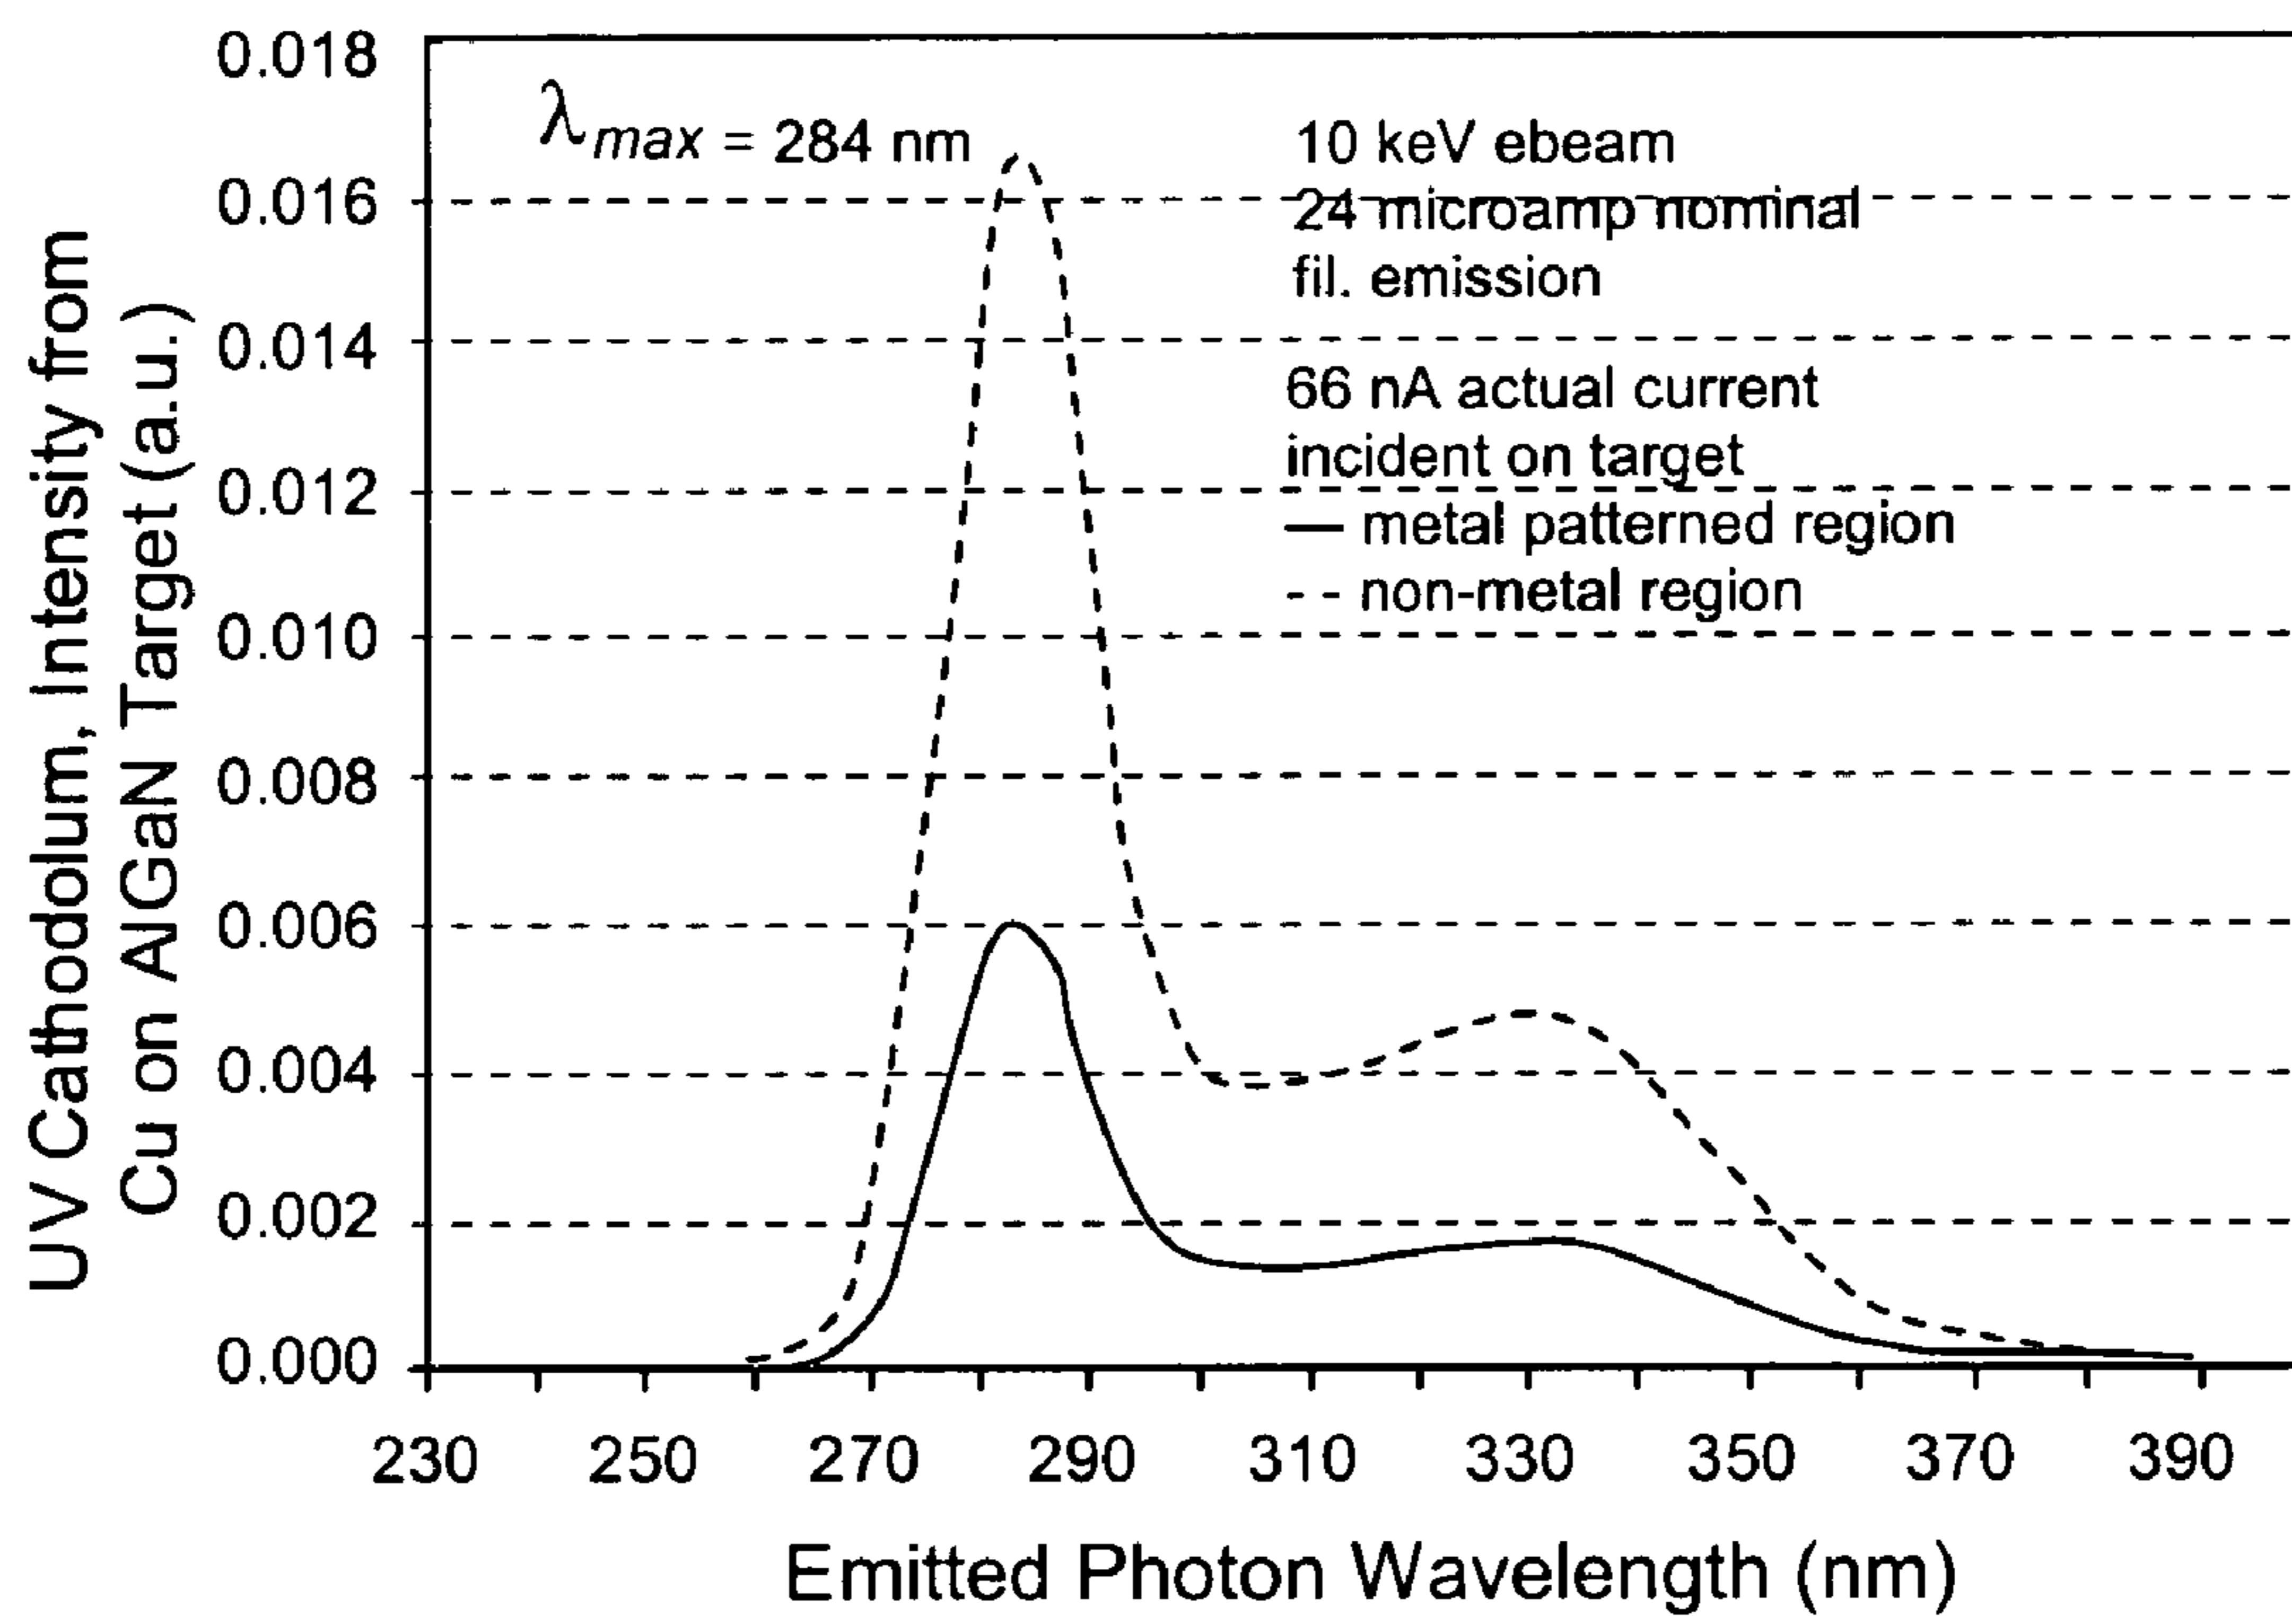 UV Cathodolum, Intensity from
Cu on AlGaN Target (a.u.)
0.018
0.016
0.014
0.012
0.010
0.008
0.006
0.004
0.002
0.000
λmax = 284 nm
10 keV ebeam
24 microamp nominal
fil. emission
66 nA actual current
incident on target
— metal patterned region
-- non-metal region
230 250 270 290 310 330 350 370 390
Emitted Photon Wavelength (nm)